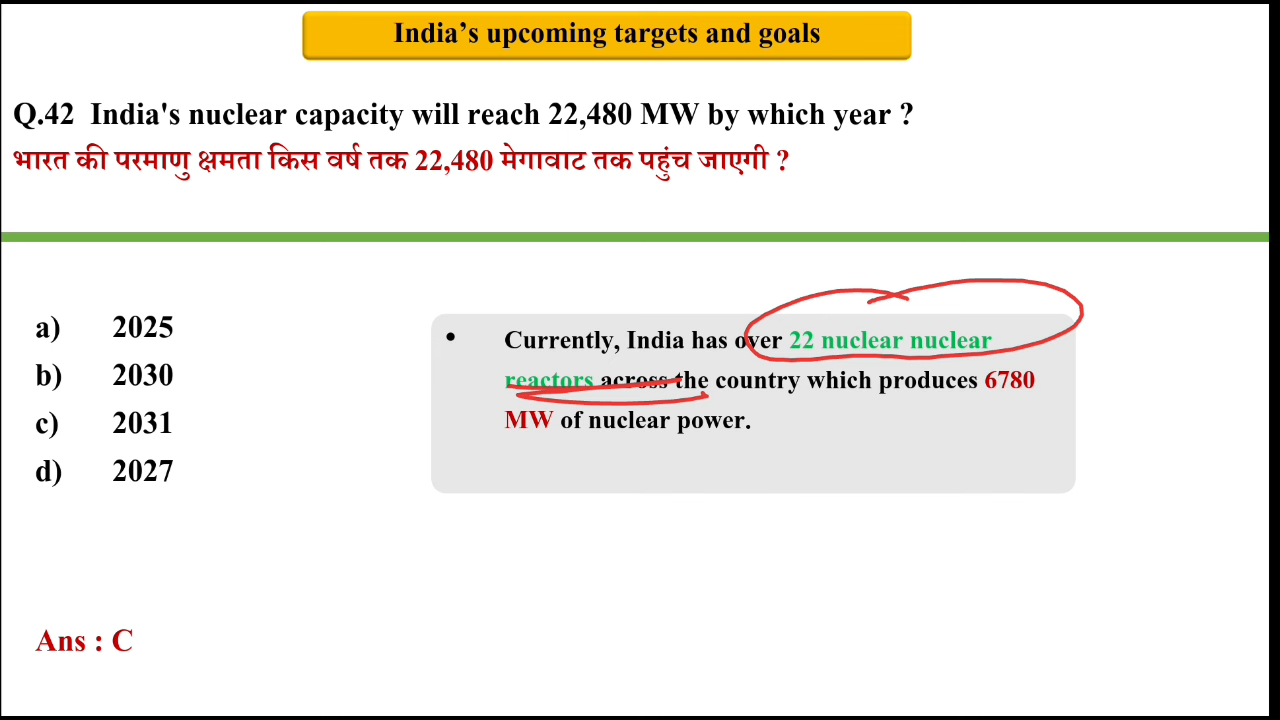 India’s upcoming targets and goals
Q.42 India's nuclear capacity will reach 22,480 MW by which year ?
भारत की परमाणु क्षमता किस वर्ष तक 22,480 मेगावाट तक पहुंच जाएगी ?
a) 2025
b) 2030
c) 2031
d) 2027
• Currently, India has over 22 nuclear nuclear
reactors across the country which produces 6780
MW of nuclear power.
Ans : C